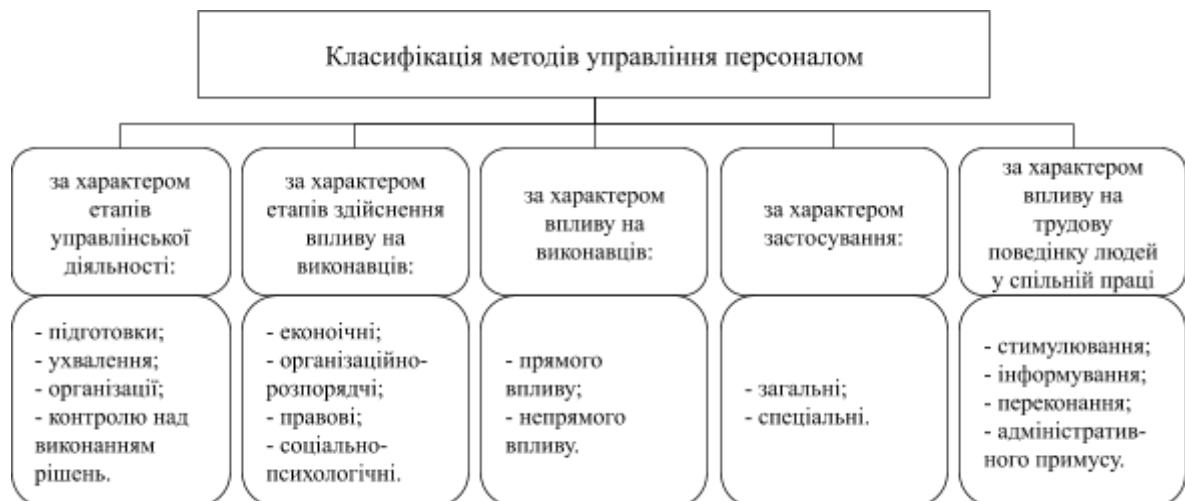 Класифікація методів управління персоналом
за характером
етапів
управлінської
діяльності:
- підготовки;
- ухвалення;
- організації;
- контролю над
виконанням
рішень.
за характером
етапів здійснення
впливу на
виконавців:
- еконоічні;
- організаційно-
розпорядчі;
- правові;
- соціально-
психологічні.
за характером
впливу на
виконавців:
- прямого
впливу;
- непрямого
впливу.
за характером
застосування:
- загальні;
- спеціальні.
за характером
впливу на
трудову
поведінку людей
у спільній праці
- стимулювання;
- інформування;
- переконання;
- адміністратив-
ного примусу.